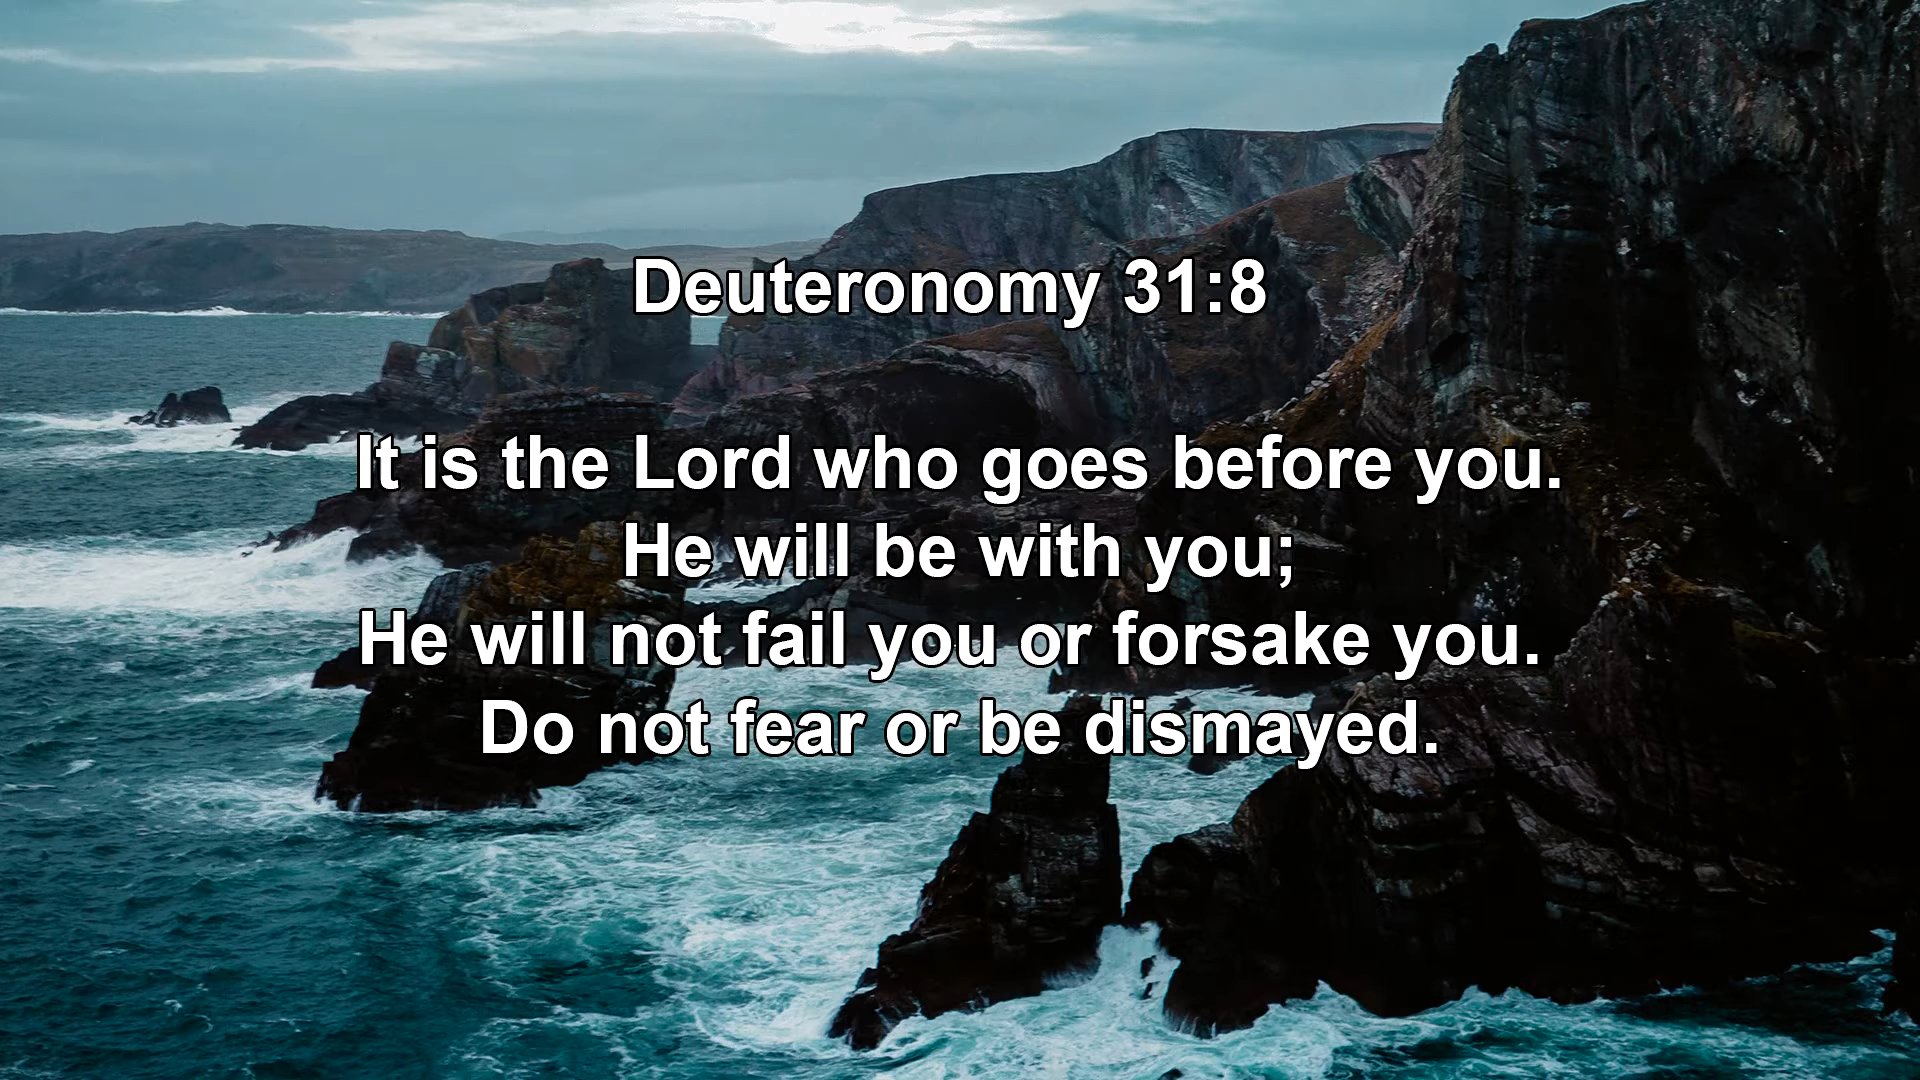 Deuteronomy 31:8
It is the Lord who goes before you.
He will be with you;
He will not fail you or forsake you.
Do not fear or be dismayed.